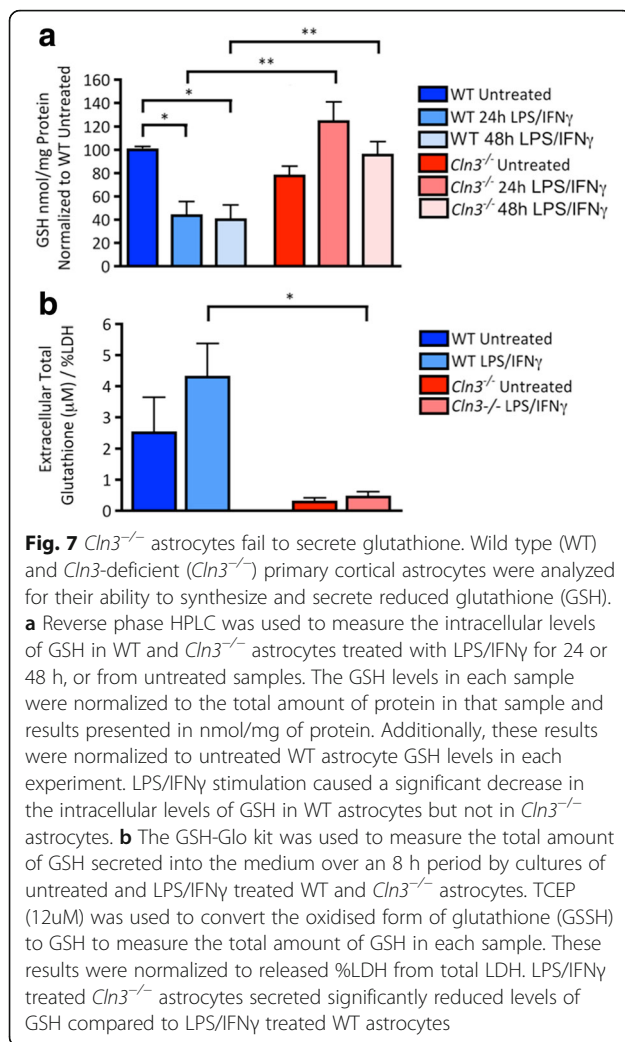 a
**
**
*
*
GSH nmol/mg Protein
Normalized to WT Untreated
160
140
120
100
80
60
40
20
0
WT Untreated
WT 24h LPS/IFNγ
WT 48h LPS/IFNγ
Cln3-/- Untreated
Cln3-/- 24h LPS/IFNγ
Cln3-/- 48h LPS/IFNγ
b
*
Extracellular Total
Glutathione (μM) / %LDH
6
5
4
3
2
1
0
WT Untreated
WT LPS/IFNγ
Cln3-/- Untreated
Cln3-/- LPS/IFNγ
Fig. 7 Cln3−/− astrocytes fail to secrete glutathione. Wild type (WT)
and Cln3-deficient (Cln3−/−) primary cortical astrocytes were analyzed
for their ability to synthesize and secrete reduced glutathione (GSH).
a Reverse phase HPLC was used to measure the intracellular levels
of GSH in WT and Cln3−/− astrocytes treated with LPS/IFNγ for 24 or
48 h, or from untreated samples. The GSH levels in each sample
were normalized to the total amount of protein in that sample and
results presented in nmol/mg of protein. Additionally, these results
were normalized to untreated WT astrocyte GSH levels in each
experiment. LPS/IFNγ stimulation caused a significant decrease in
the intracellular levels of GSH in WT astrocytes but not in Cln3−/−
astrocytes. b The GSH-Glo kit was used to measure the total amount
of GSH secreted into the medium over an 8 h period by cultures of
untreated and LPS/IFNγ treated WT and Cln3−/− astrocytes. TCEP
(12uM) was used to convert the oxidised form of glutathione (GSSH)
to GSH to measure the total amount of GSH in each sample. These
results were normalized to released %LDH from total LDH. LPS/IFNγ
treated Cln3−/− astrocytes secreted significantly reduced levels of
GSH compared to LPS/IFNγ treated WT astrocytes